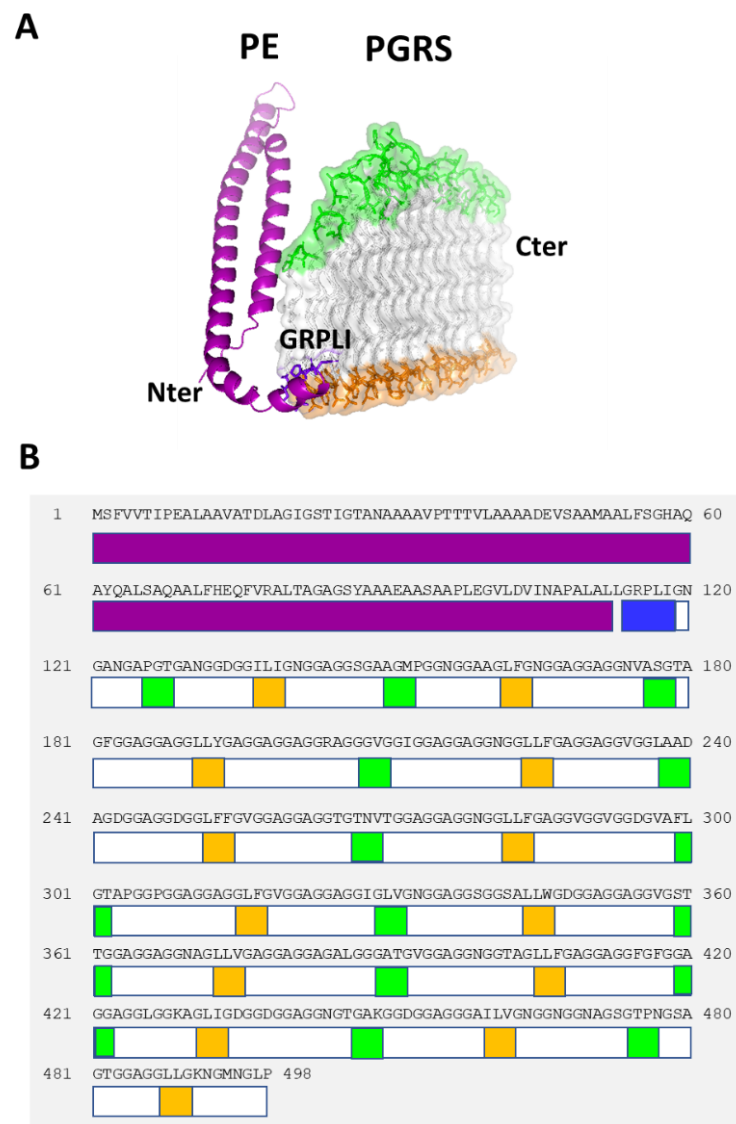 A
PE PGRS
Cter
GRPLI
Nter
B
1 MSFVVTIPEALAAVATDLAGIGSTIGTANAAAAVPTTTVLAAAADEVSAAMAALFSGHAQ 60
61 AYQALSAQAALFHEQFVRALTAGAGSYAAAEAASAAPLEGVLDVINAPALALLGRPLIGN 120
121 GANGAPGTGANGGDGGILIGNGGAGGSGAAGMPGGNGGAAGLFGNGGAGGAGGNVASGTA 180
181 GFGGAGGAGGLLYGAGGAGGAGGRAGGGVGGIGGAGGAGGNGGLLFGAGGAGGVGGLAAD 240
241 AGDGGAGGDGGLFFGVGGAGGAGGTGTNVTGGAGGAGGNGGLLFGAGGVGGVGGDGVAFL 300
301 GTAPGGPGGAGGAGGLFGVGGAGGAGGIGLVGNGGAGGSGGSALLWGDGGAGGAGGVGST 360
361 TGGAGGAGGNAGLLVGAGGAGGAGALGGGATGVGGAGGNGGTAGLLFGAGGAGGFGFGGA 420
421 GGAGGLGGKAGLIGDGGDGGAGGNGTGAKGGDGGAGGGAILVGNGGNGGNAGSGTPNGSA 480
481 GTGGAGGLLGKNGMNGLP 498